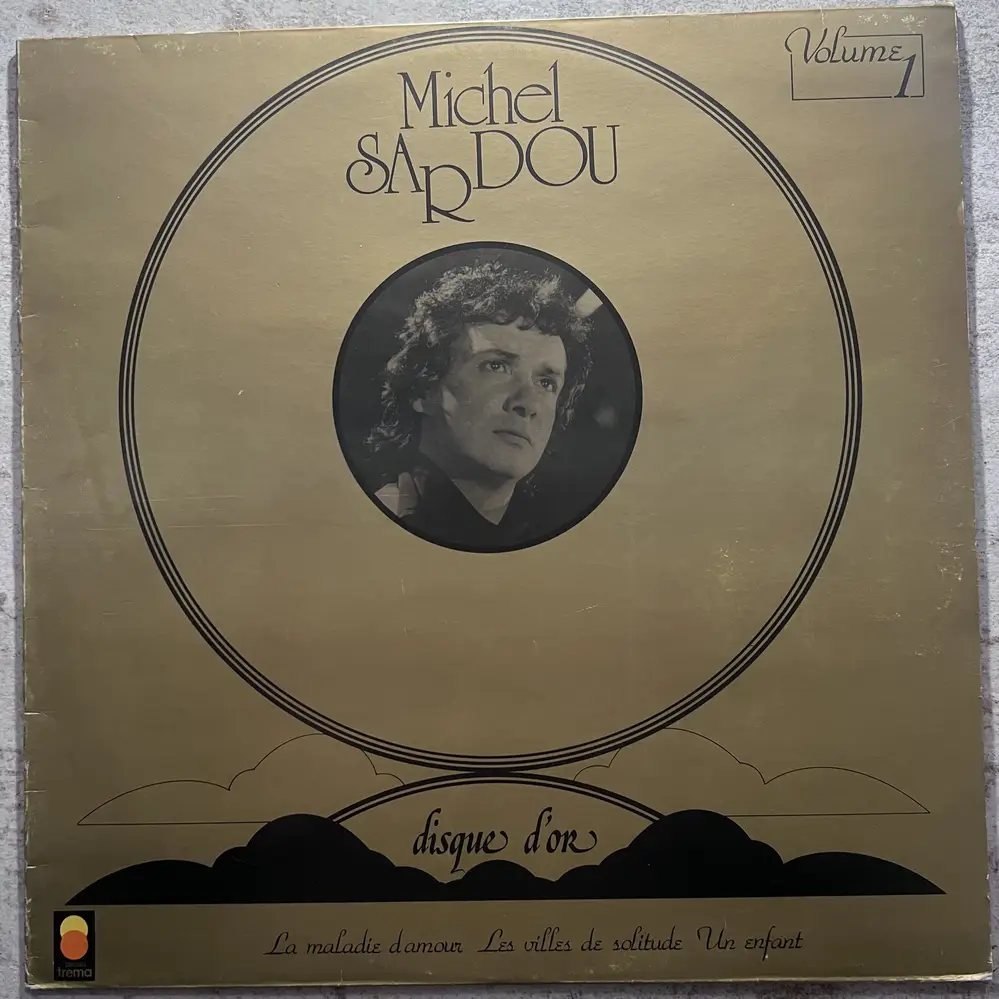 Volume 1
Michel
SARDOU
disque d'or
La maladie d'amour Les villes de solitude Un enfant
trema